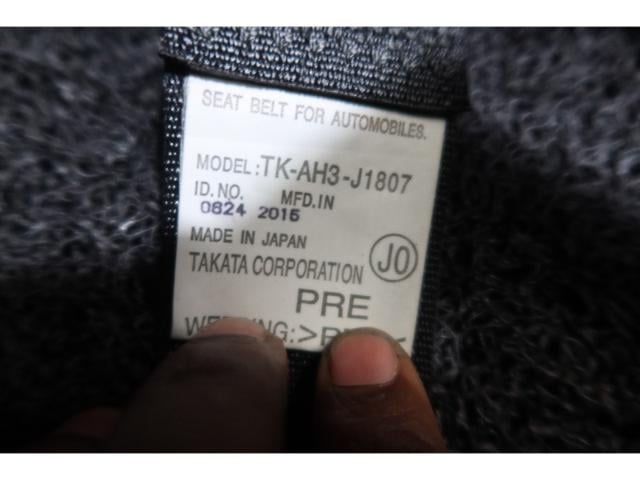 SEAT BELT FOR AUTOMOBILES.
MODEL:TK-AH3-J1807
ID.NO. MFD.IN
0824 2015
MADE IN JAPAN
TAKATA CORPORATION JO
PRE